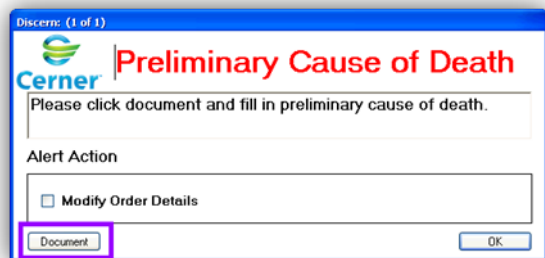 Discern: (1 of 1)
Cerner
Preliminary Cause of Death
Please click document and fill in preliminary cause of death.
Alert Action
Modify Order Details
Document
OK